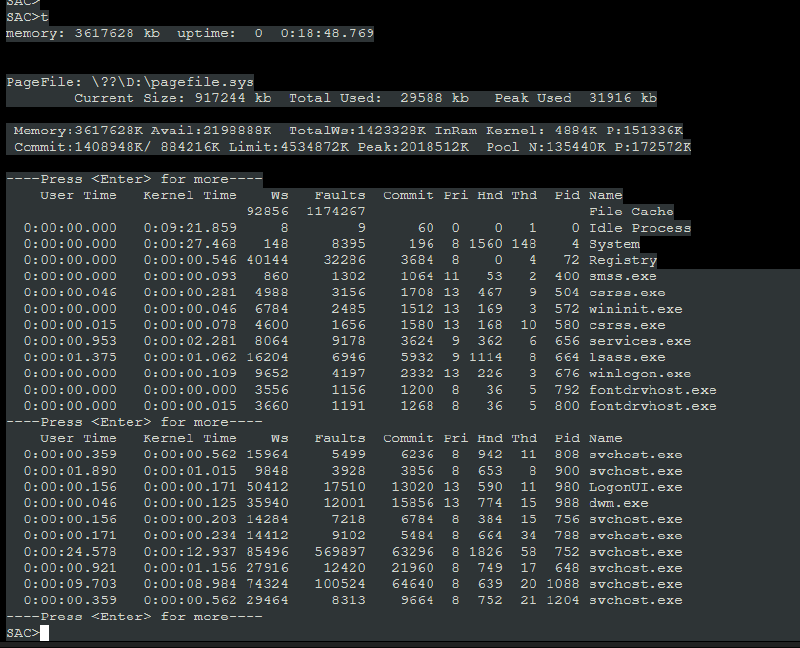 SAC>
SAC>t
memory: 3617628 kb  uptime:  0  0:18:48.769
PageFile: \??\D:\pagefile.sys
        Current Size: 917244 kb  Total Used:  29588 kb   Peak Used  31916 kb
 Memory:3617628K Avail:2198888K  TotalWs:1423328K InRam Kernel: 4884K P:151336K
 Commit:1408948K/ 884216K Limit:4534872K Peak:2018512K  Pool N:135440K P:172572K
----Press <Enter> for more----
    User Time   Kernel Time    Ws   Faults  Commit Pri Hnd Thd  Pid Name
                            92856  1174267                          File Cache
  0:00:00.000   0:09:21.859     8        9      60  0    0   1    0 Idle Process
  0:00:00.000   0:00:27.468   148     8395     196  8 1560 148    4 System
  0:00:00.000   0:00:00.546 40144    32286    3684  8    0   4   72 Registry
  0:00:00.000   0:00:00.093   860     1302    1064 11   53   2  400 smss.exe
  0:00:00.046   0:00:00.281  4988     3156    1708 13  467   9  504 csrss.exe
  0:00:00.000   0:00:00.046  6784     2485    1512 13  169   3  572 wininit.exe
  0:00:00.015   0:00:00.078  4600     1656    1580 13  168  10  580 csrss.exe
  0:00:00.953   0:00:02.281  8064     9178    3624  9  362   6  656 services.exe
  0:00:01.375   0:00:01.062 16204     6946    5932  9 1114   8  664 lsass.exe
  0:00:00.000   0:00:00.109  9652     4197    2332 13  226   3  676 winlogon.exe
  0:00:00.000   0:00:00.000  3556     1156    1200  8   36   5  792 fontdrvhost.exe
  0:00:00.000   0:00:00.015  3660     1191    1268  8   36   5  800 fontdrvhost.exe
----Press <Enter> for more----
    User Time   Kernel Time    Ws   Faults  Commit Pri Hnd Thd  Pid Name
  0:00:00.359   0:00:00.562 15964     5499    6236  8  942  11  808 svchost.exe
  0:00:01.890   0:00:01.015  9848     3928    3856  8  653   8  900 svchost.exe
  0:00:00.156   0:00:00.171 50412    17510   13020 13  590  11  980 LogonUI.exe
  0:00:00.046   0:00:00.125 35940    12001   15856 13  774  15  988 dwm.exe
  0:00:00.156   0:00:00.203 14284     7218    6784  8  384  15  756 svchost.exe
  0:00:00.171   0:00:00.234 14412     9102    5484  8  664  34  788 svchost.exe
  0:00:24.578   0:00:12.937 85496   569897   63296  8 1826  58  752 svchost.exe
  0:00:00.921   0:00:01.156 27916    12420   21960  8  749  17  648 svchost.exe
  0:00:09.703   0:00:08.984 74324   100524   64640  8  639  20 1088 svchost.exe
  0:00:00.359   0:00:00.562 29464     8313    9664  8  752  21 1204 svchost.exe
----Press <Enter> for more----
SAC>